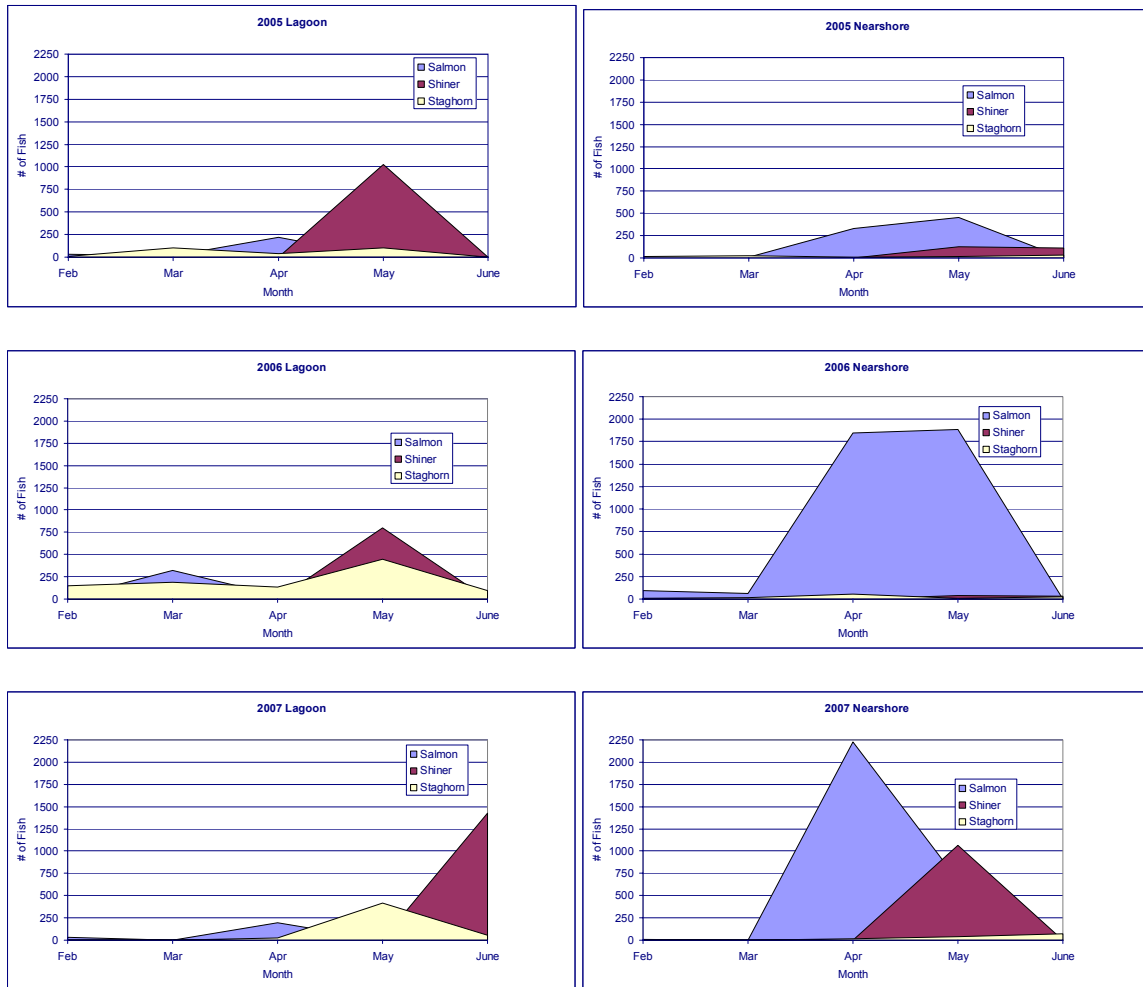 2005 Lagoon
2250
2000
1750
1500
1250
1000
750
500
250
0
# of Fish
Feb Mar Apr May June
Month
Salmon
Shiner
Staghorn
2005 Nearshore
2250
2000
1750
1500
1250
1000
750
500
250
0
# of Fish
Feb Mar Apr May June
Month
Salmon
Shiner
Staghorn
2006 Lagoon
2250
2000
1750
1500
1250
1000
750
500
250
0
# of Fish
Feb Mar Apr May June
Month
Salmon
Shiner
Staghorn
2006 Nearshore
2250
2000
1750
1500
1250
1000
750
500
250
0
# of Fish
Feb Mar Apr May June
Month
Salmon
Shiner
Staghorn
2007 Lagoon
2250
2000
1750
1500
1250
1000
750
500
250
0
# of Fish
Feb Mar Apr May June
Month
Salmon
Shiner
Staghorn
2007 Nearshore
2250
2000
1750
1500
1250
1000
750
500
250
0
# of Fish
Feb Mar Apr May June
Month
Salmon
Shiner
Staghorn